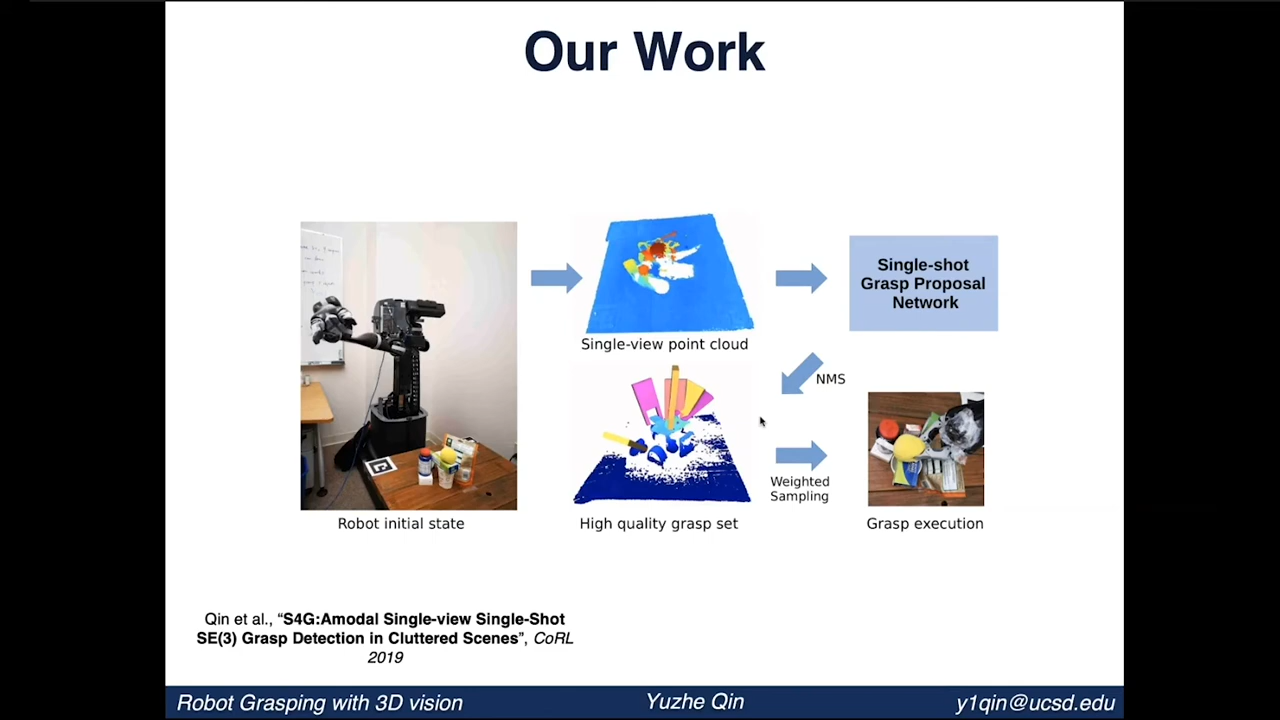 Our Work
Single-shot
Grasp Proposal
Network
Single-view point cloud
NMS
Weighted
Sampling
Robot initial state
High quality grasp set
Grasp execution
Qin et al., “S4G:Amodal Single-view Single-Shot
SE(3) Grasp Detection in Cluttered Scenes”, CoRL
2019
Robot Grasping with 3D vision
Yuzhe Qin
y1qin@ucsd.edu